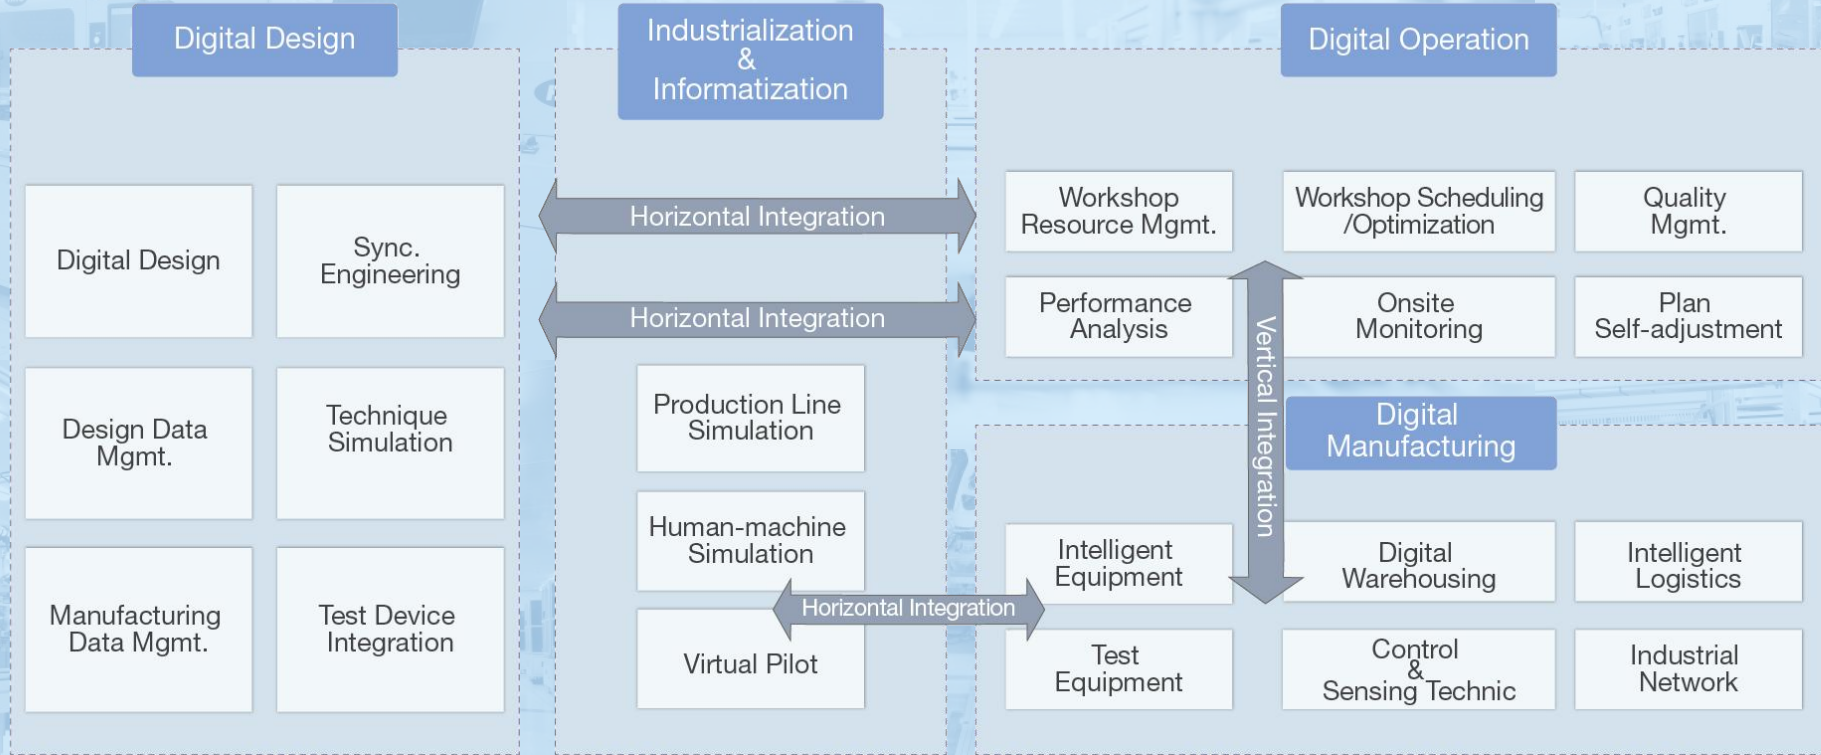 Digital Design
Digital Design
Sync.
Engineering
Design Data
Mgmt.
Technique
Simulation
Manufacturing
Data Mgmt.
Test Device
Integration
Industrialization
&
Informatization
Horizontal Integration
Horizontal Integration
Production Line
Simulation
Human-machine
Simulation
Horizontal Integration
Virtual Pilot
Digital Operation
Workshop
Resource Mgmt.
Workshop Scheduling
/Optimization
Quality
Mgmt.
Performance
Analysis
Onsite
Monitoring
Plan
Self-adjustment
Vertical Integration
Digital
Manufacturing
Intelligent
Equipment
Digital
Warehousing
Intelligent
Logistics
Test
Equipment
Control
&
Sensing Technic
Industrial
Network